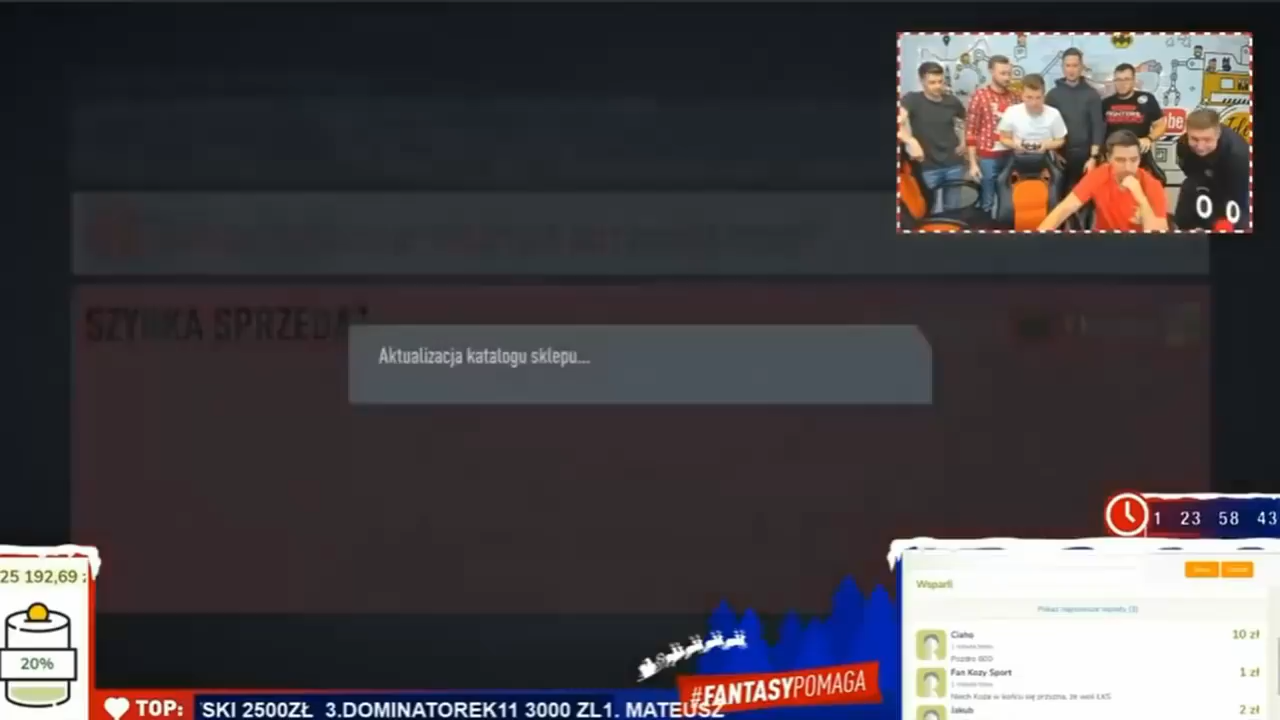 SZYBKA SPRZEDAŻ
Aktualizacja katalogu sklepu...
1 23 58 43
25 192,69
20%
#FANTASYPOMAGA
TOP: SKI 2500ZŁ 3.DOMINATOREK11 3000 ZL1. MATEUSZ
Wsparli
Ciaho
10 zł
Pozdro 600
Fan Kozy Sport
1 zł
Niech Koza w końcu się przyzna, że woli ŁKS
Jakub
2 zł